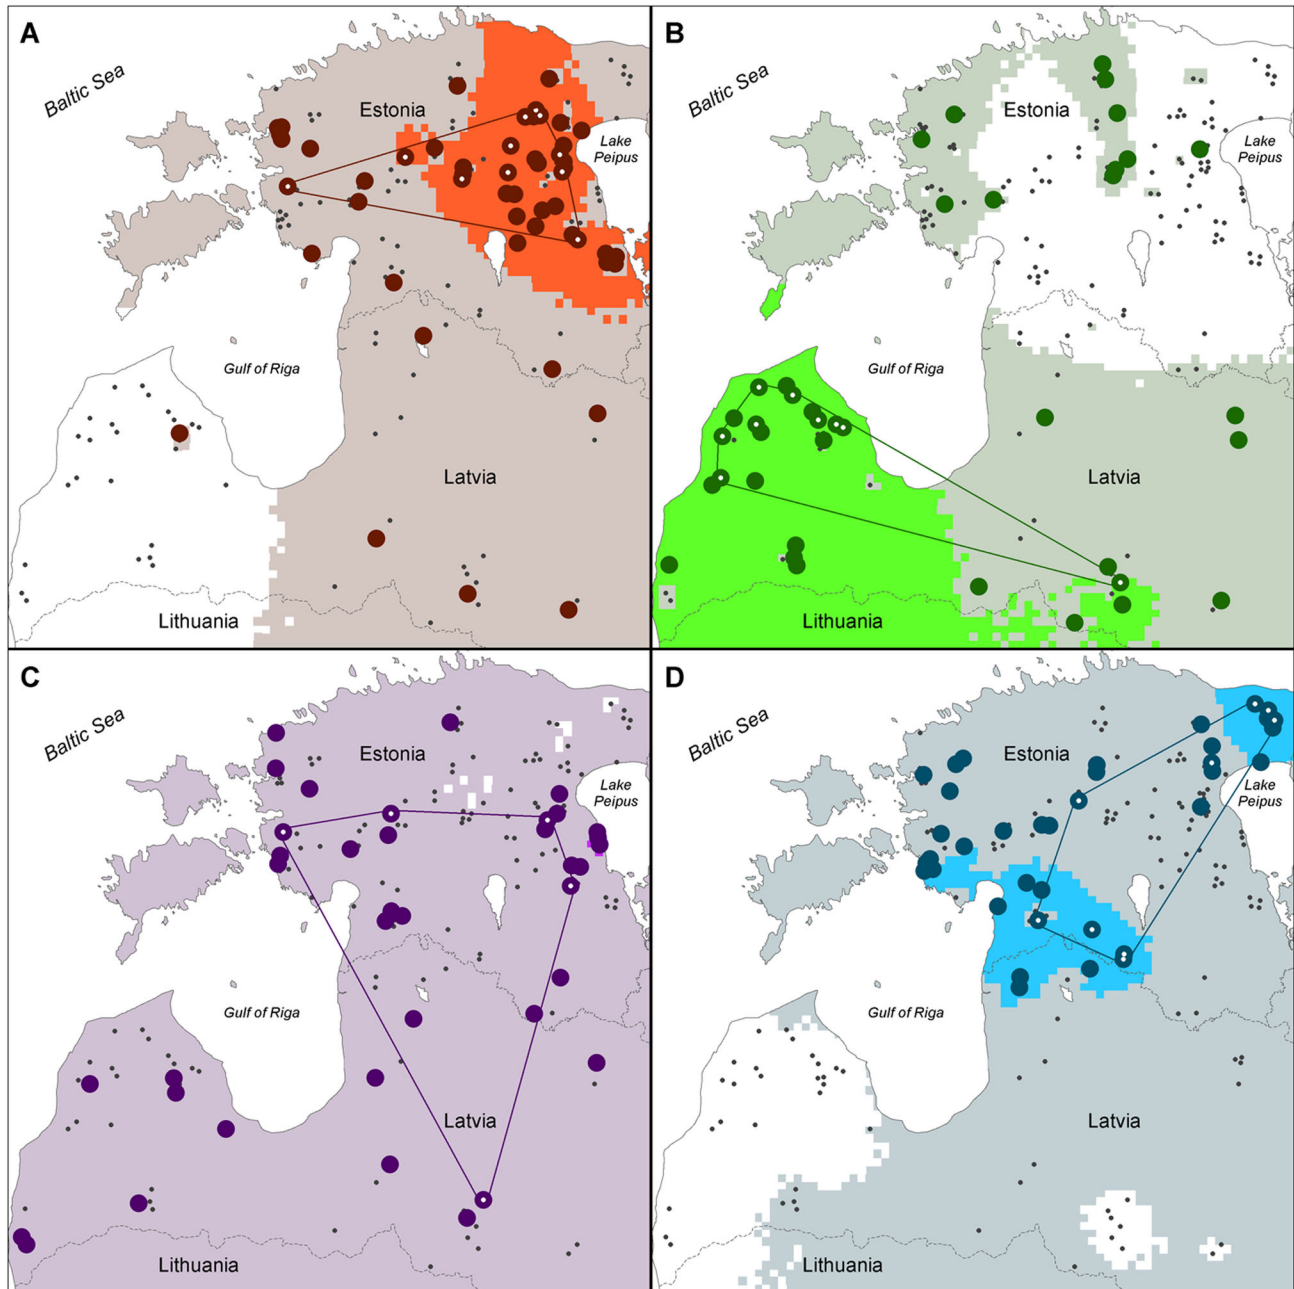 A
Baltic Sea
Estonia
Lake
Peipus
Gulf of Riga
Latvia
Lithuania
B
Baltic Sea
Estonia
Lake
Peipus
Gulf of Riga
Latvia
Lithuania
C
Baltic Sea
Estonia
Lake
Peipus
Gulf of Riga
Latvia
Lithuania
D
Baltic Sea
Estonia
Lake
Peipus
Gulf of Riga
Latvia
Lithuania